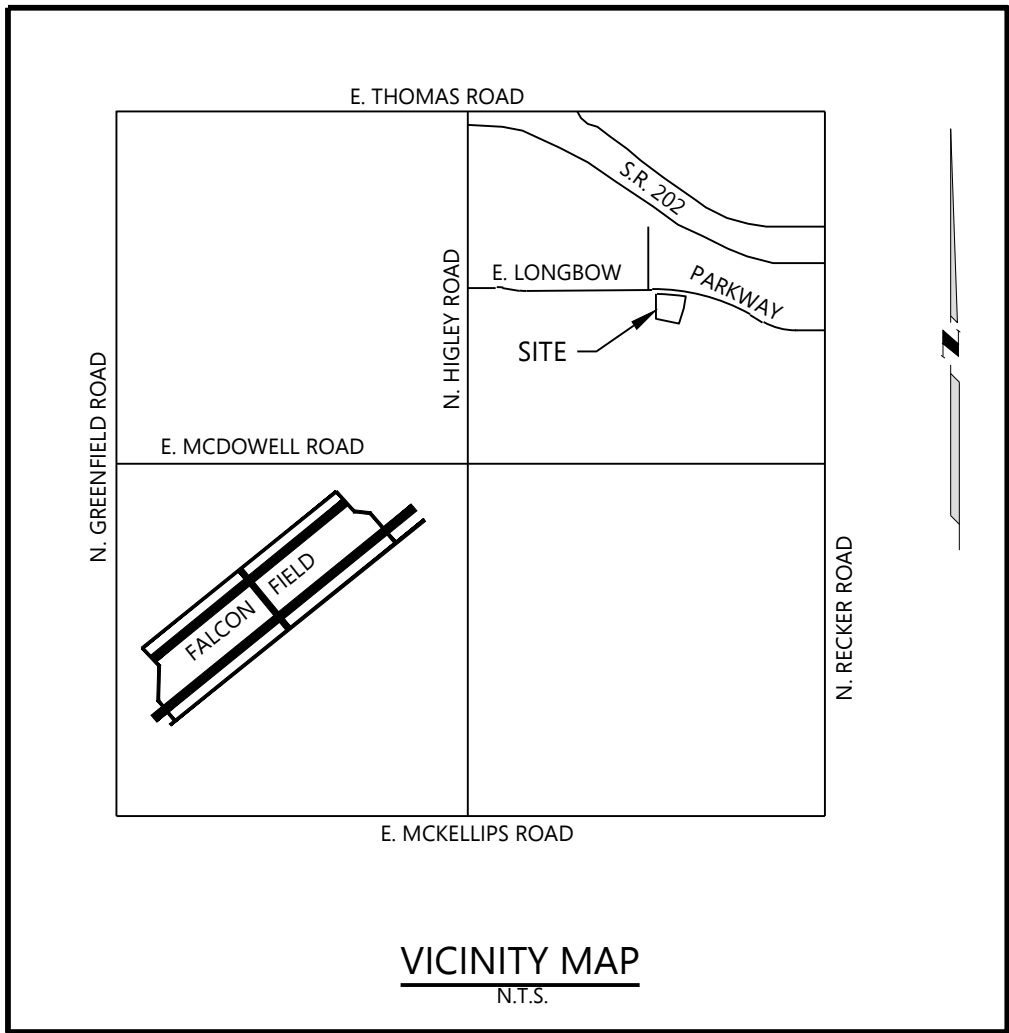 E. THOMAS ROAD
S.R. 202
E. LONGBOW
PARKWAY
N. HIGLEY ROAD
SITE
N. GREENFIELD ROAD
E. MCDOWELL ROAD
Z
FALCON
FIELD
N. RECKER ROAD
E. MCKELLIPS ROAD
VICINITY MAP
N.T.S.